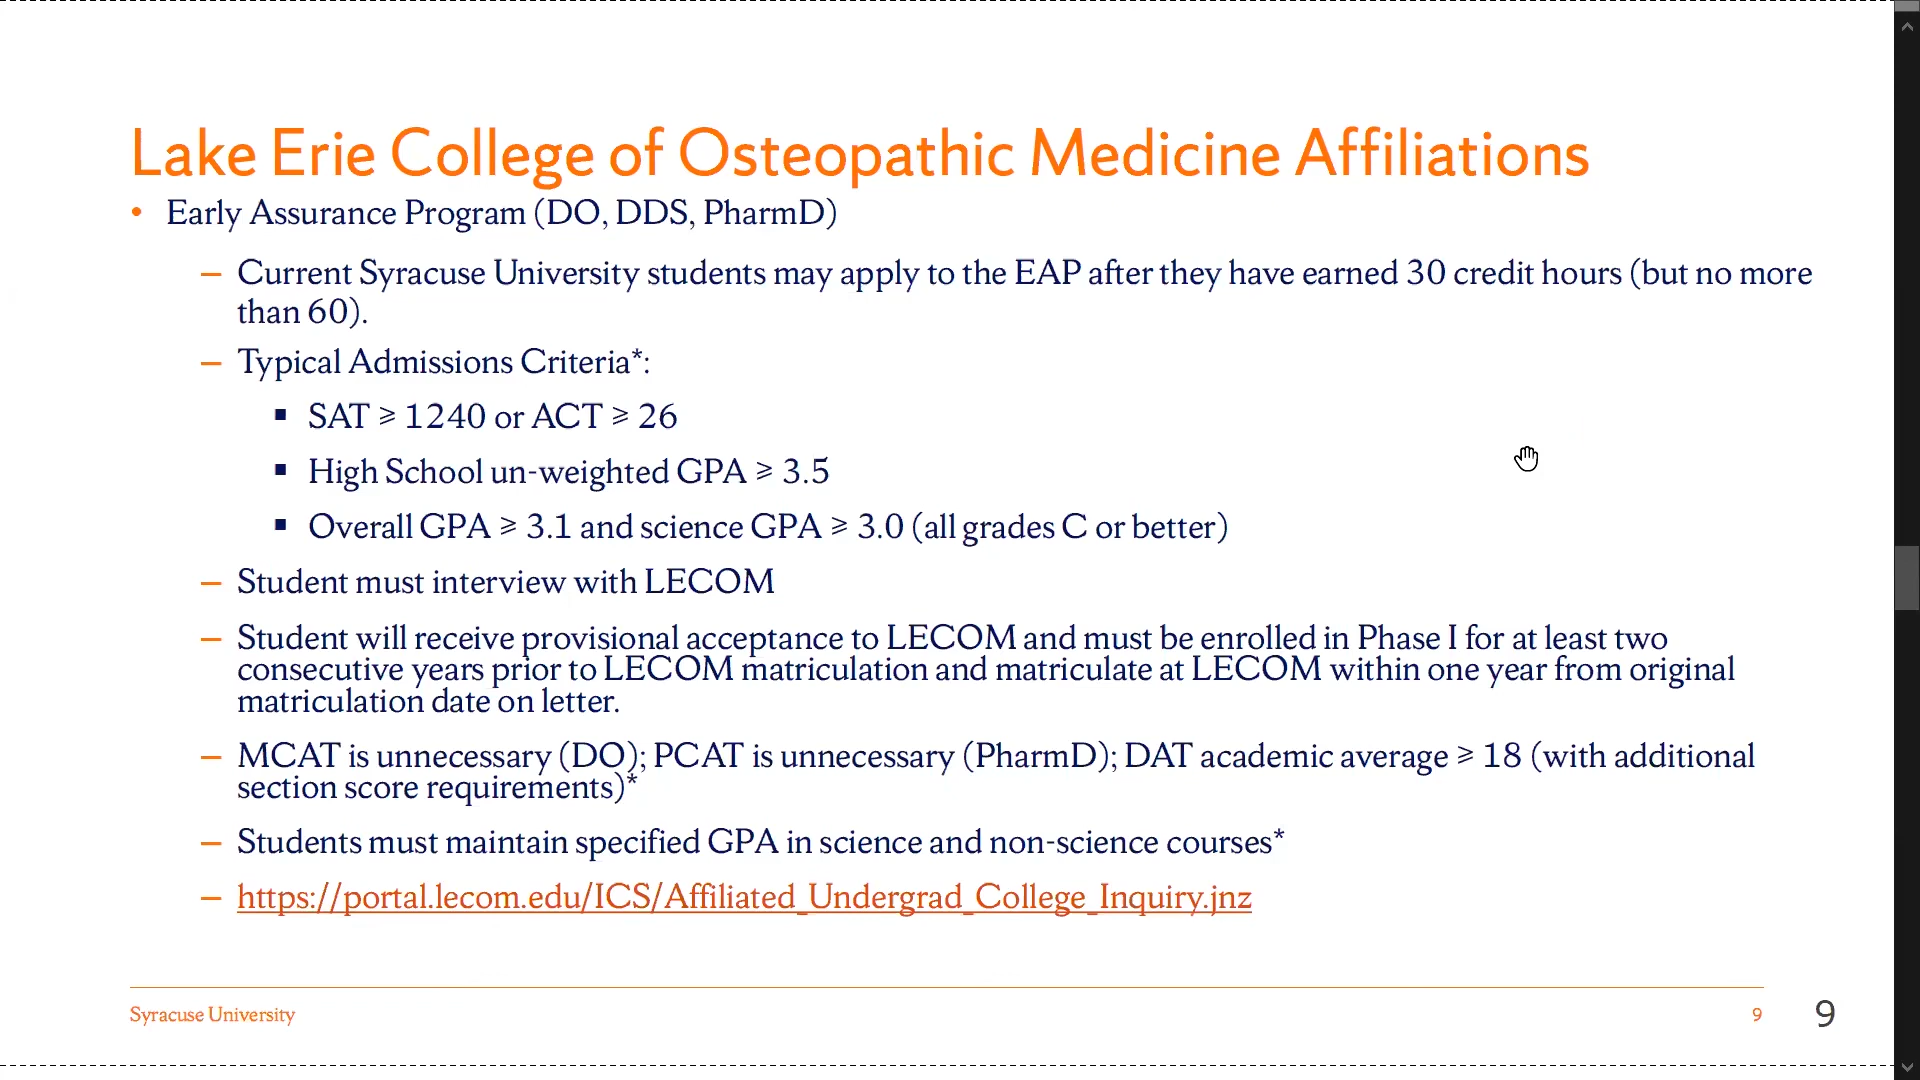 Lake Erie College of Osteopathic Medicine Affiliations
• Early Assurance Program (DO, DDS, PharmD)
– Current Syracuse University students may apply to the EAP after they have earned 30 credit hours (but no more
than 60).
– Typical Admissions Criteria*:
▪ SAT ≥ 1240 or ACT ≥ 26
▪ High School un-weighted GPA ≥ 3.5
▪ Overall GPA ≥ 3.1 and science GPA ≥ 3.0 (all grades C or better)
– Student must interview with LECOM
– Student will receive provisional acceptance to LECOM and must be enrolled in Phase I for at least two
consecutive years prior to LECOM matriculation and matriculate at LECOM within one year from original
matriculation date on letter.
– MCAT is unnecessary (DO); PCAT is unnecessary (PharmD); DAT academic average ≥ 18 (with additional
section score requirements)*
– Students must maintain specified GPA in science and non-science courses*
– https://portal.lecom.edu/ICS/Affiliated_Undergrad_College_Inquiry.jnz
Syracuse University
9
9